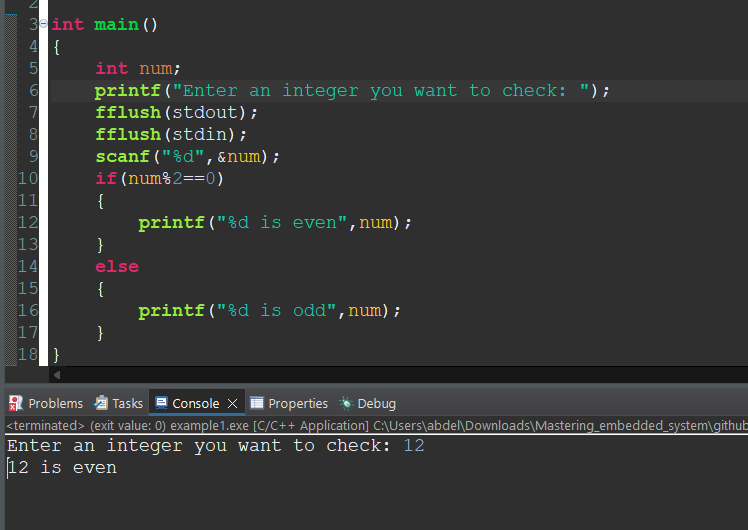 2
3 int main()
4 {
5 int num;
6 printf("Enter an integer you want to check: ");
7 fflush(stdout);
8 fflush(stdin);
9 scanf("%d",&num);
10 if(num%2==0)
11 {
12 printf("%d is even",num);
13 }
14 else
15 {
16 printf("%d is odd",num);
17 }
18 }
Problems Tasks Console Properties Debug
<terminated> (exit value: 0) example1.exe [C/C++ Application] C:\Users\abdel\Downloads\Mastering_embedded_system\github
Enter an integer you want to check: 12
12 is even